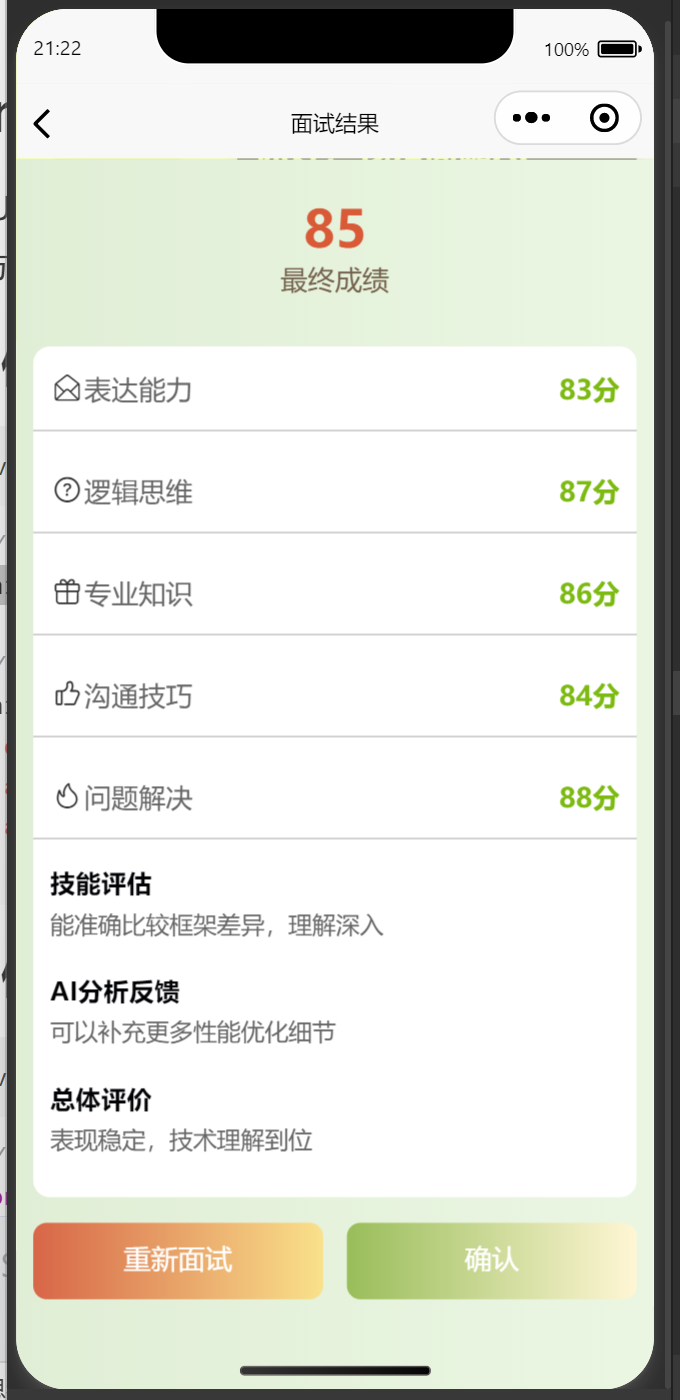 21:22
100%
面试结果
85
最终成绩
表达能力 83分
逻辑思维 87分
专业知识 86分
沟通技巧 84分
问题解决 88分
技能评估
能准确比较框架差异，理解深入
AI分析反馈
可以补充更多性能优化细节
总体评价
表现稳定，技术理解到位
重新面试
确认